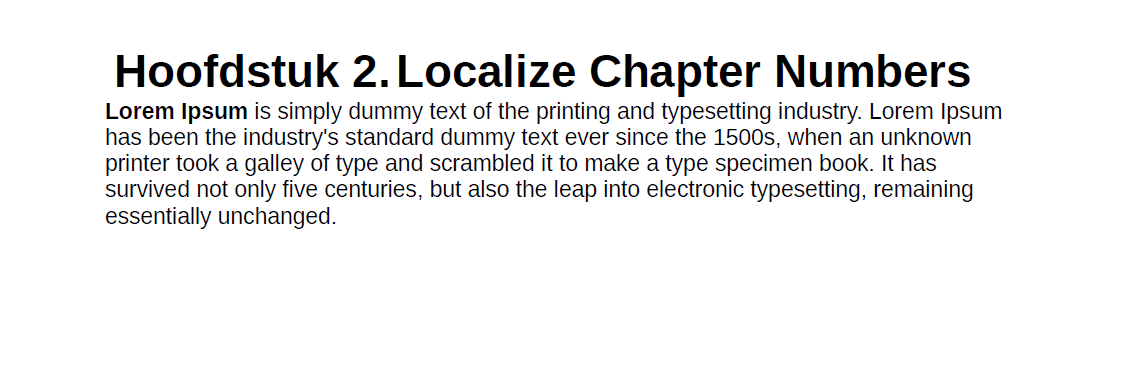 Hoofdstuk 2. Localize Chapter Numbers
Lorem Ipsum is simply dummy text of the printing and typesetting industry. Lorem Ipsum
has been the industry's standard dummy text ever since the 1500s, when an unknown
printer took a galley of type and scrambled it to make a type specimen book. It has
survived not only five centuries, but also the leap into electronic typesetting, remaining
essentially unchanged.